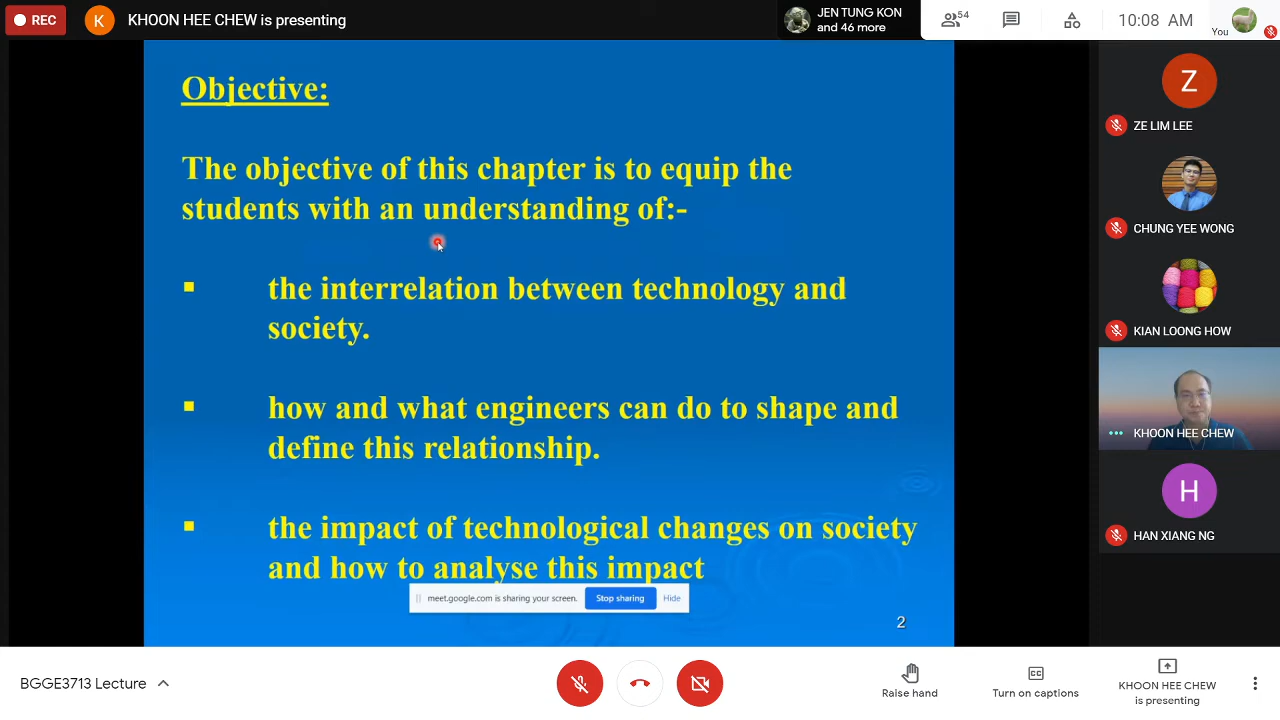 REC
K
KHOON HEE CHEW is presenting
JEN TUNG KON
and 46 more
54
10:08 AM
You
Objective:
The objective of this chapter is to equip the
students with an understanding of:-
the interrelation between technology and
society.
how and what engineers can do to shape and
define this relationship.
the impact of technological changes on society
and how to analyse this impact
meet.google.com is sharing your screen.
Stop sharing
Hide
2
Z
ZE LIM LEE
CHUNG YEE WONG
KIAN LOONG HOW
KHOON HEE CHEW
H
HAN XIANG NG
BGGE3713 Lecture
Raise hand
CC
Turn on captions
KHOON HEE CHEW
is presenting